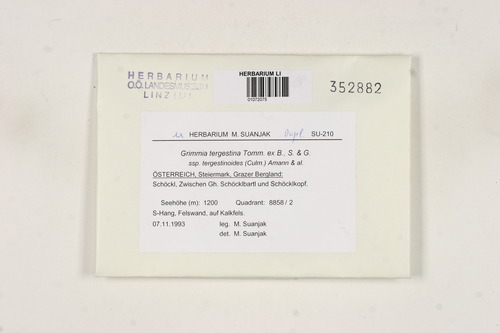 HERBARIUM
O.Ö. LANDESMUSEUM
LINZ (LI)
HERBARIUM LI
01072075
352882
ex HERBARIUM M. SUANJAK Dupl. SU-210
Grimmia tergestina Tomm. ex B., S. & G.
ssp. tergestinoides (Culm.) Amann & al.
ÖSTERREICH, Steiermark, Grazer Bergland:
Schöckl, Zwischen Gh. Schöcklbartl und Schöcklkopf.
Seehöhe (m): 1200 Quadrant: 8858 / 2
S-Hang, Felswand, auf Kalkfels.
07.11.1993 leg. M. Suanjak
det. M. Suanjak